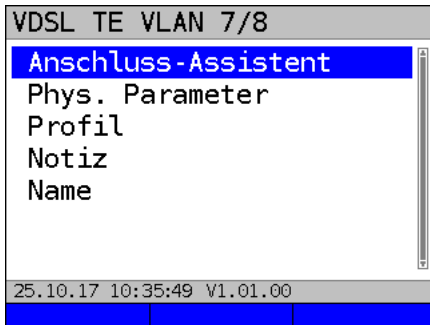 VDSL TE VLAN 7/8
Anschluss-Assistent
Phys. Parameter
Profil
Notiz
Name
25.10.17 10:35:49 V1.01.00